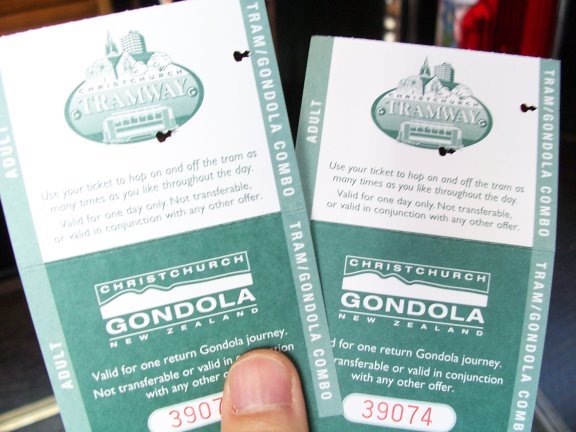 CHRISTCHURCH
TRAMWAY
ADULT
TRAM/GONDOLA COMBO
Use your ticket to hop on and off the tram as
many times as you like throughout the day.
Valid for one day only. Not transferable,
or valid in conjunction with any other offer.
CHRISTCHURCH
GONDOLA
NEW ZEALAND
ADULT
TRAM/GONDOLA COMBO
Valid for one return Gondola journey.
Not transferable or valid in
with any other
3907
CHRISTCHURCH
TRAMWAY
ADULT
TRAM/GONDOLA COMBO
Use your ticket to hop on and off the tram as
many times as you like throughout the day.
Valid for one day only. Not transferable,
or valid in conjunction with any other offer.
CHRISTCHURCH
GONDOLA
NEW ZEALAND
TRAM/GONDOLA COMBO
Valid for one return Gondola journey.
or valid in conjunction
with any other offer.
39074